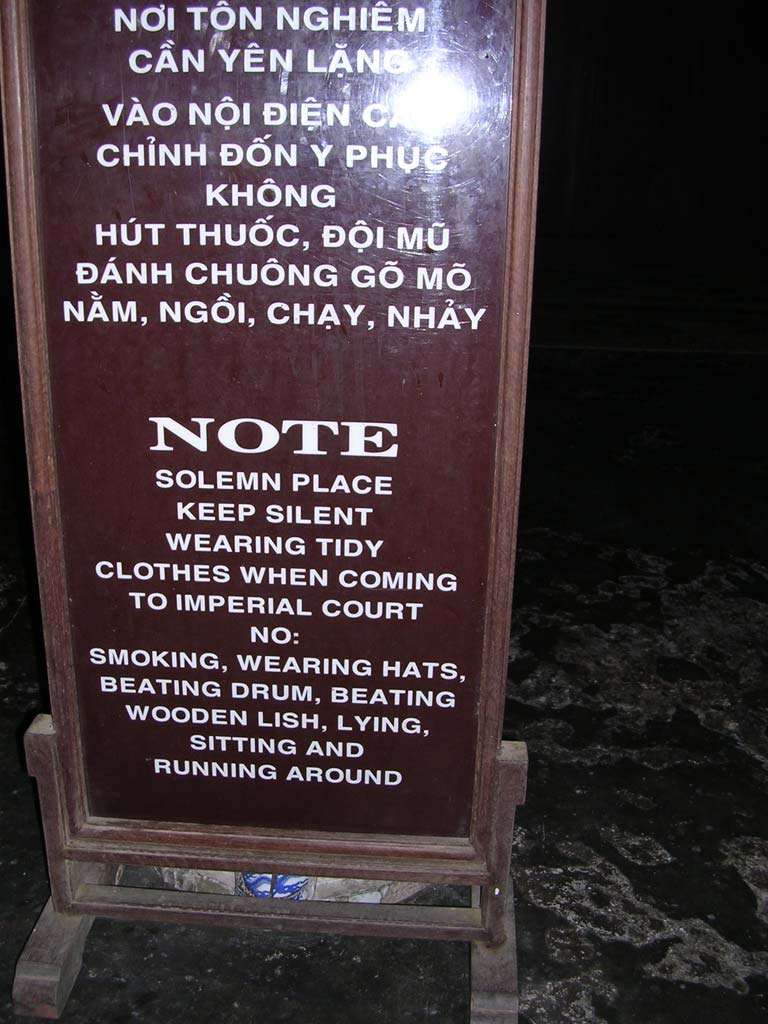 NƠI TÔN NGHIÊM
CẦN YÊN LẶNG
VÀO NỘI ĐIỆN
CHỈNH ĐỐN Y PHỤC
KHÔNG
HÚT THUỐC, ĐỘI MŨ
ĐÁNH CHUÔNG GÕ MÕ
NẰM, NGỒI, CHẠY, NHẢY
NOTE
SOLEMN PLACE
KEEP SILENT
WEARING TIDY
CLOTHES WHEN COMING
TO IMPERIAL COURT
NO:
SMOKING, WEARING HATS,
BEATING DRUM, BEATING
WOODEN LISH, LYING,
SITTING AND
RUNNING AROUND